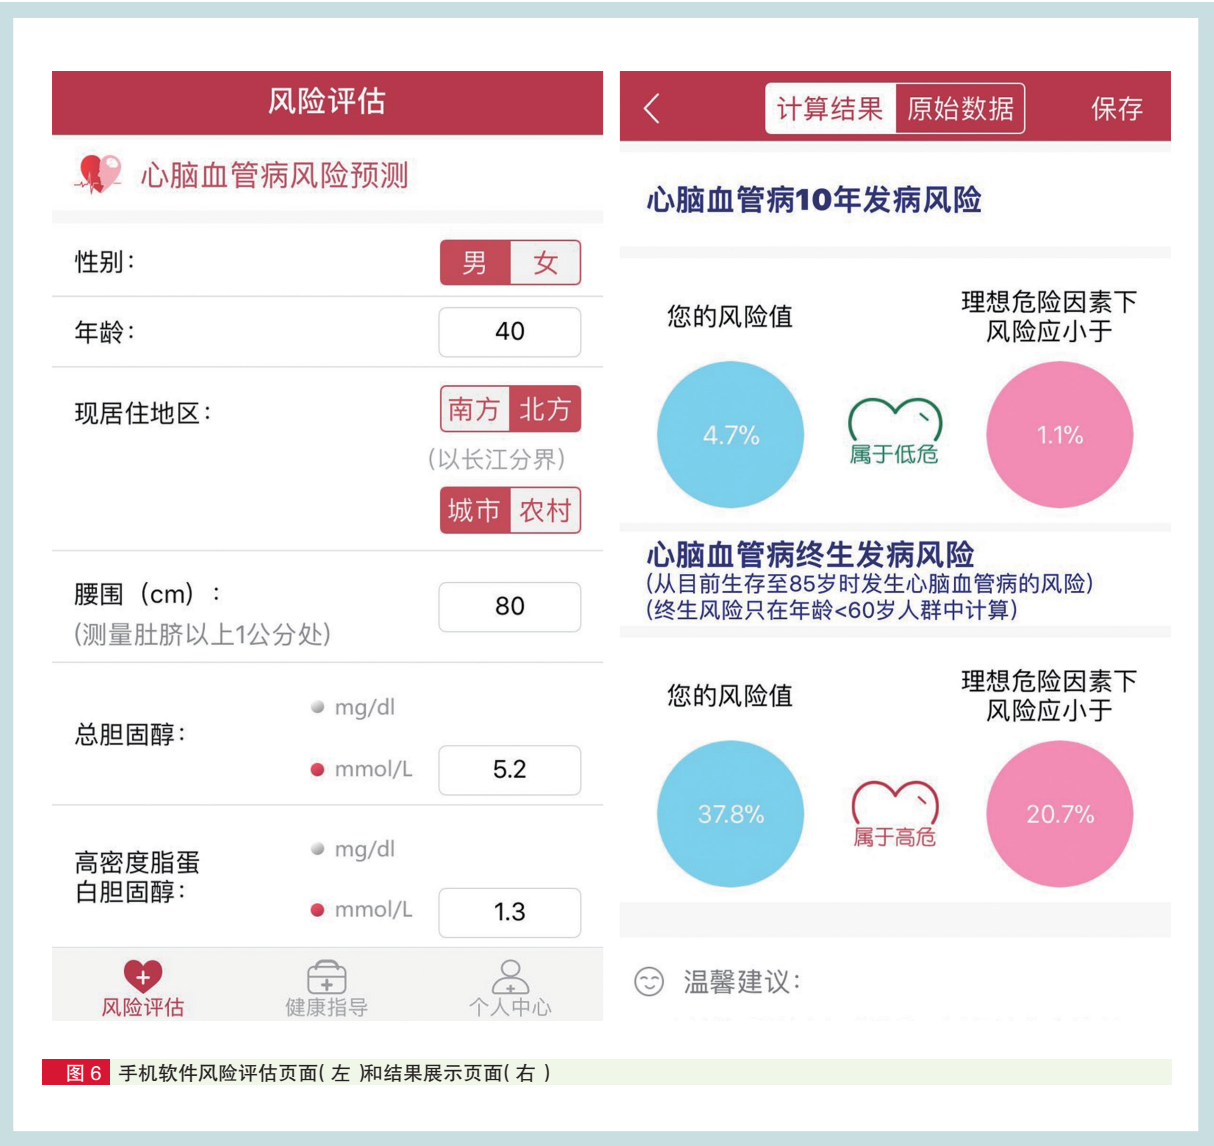 风险评估
心脑血管病风险预测
性别：
男 女
年龄：
40
现居住地区：
南方 北方
(以长江分界)
城市 农村
腰围（cm）：
80
(测量肚脐以上1公分处)
总胆固醇：
mg/dl
mmol/L
5.2
高密度脂蛋
白胆固醇：
mg/dl
mmol/L
1.3
风险评估 健康指导 个人中心
计算结果 原始数据 保存
心脑血管病10年发病风险
您的风险值
理想危险因素下
风险应小于
4.7%
属于低危
1.1%
心脑血管病终生发病风险
(从目前生存至85岁时发生心脑血管病的风险)
(终生风险只在年龄<60岁人群中计算)
您的风险值
理想危险因素下
风险应小于
37.8%
属于高危
20.7%
温馨建议：
图 6 手机软件风险评估页面( 左 )和结果展示页面( 右 )